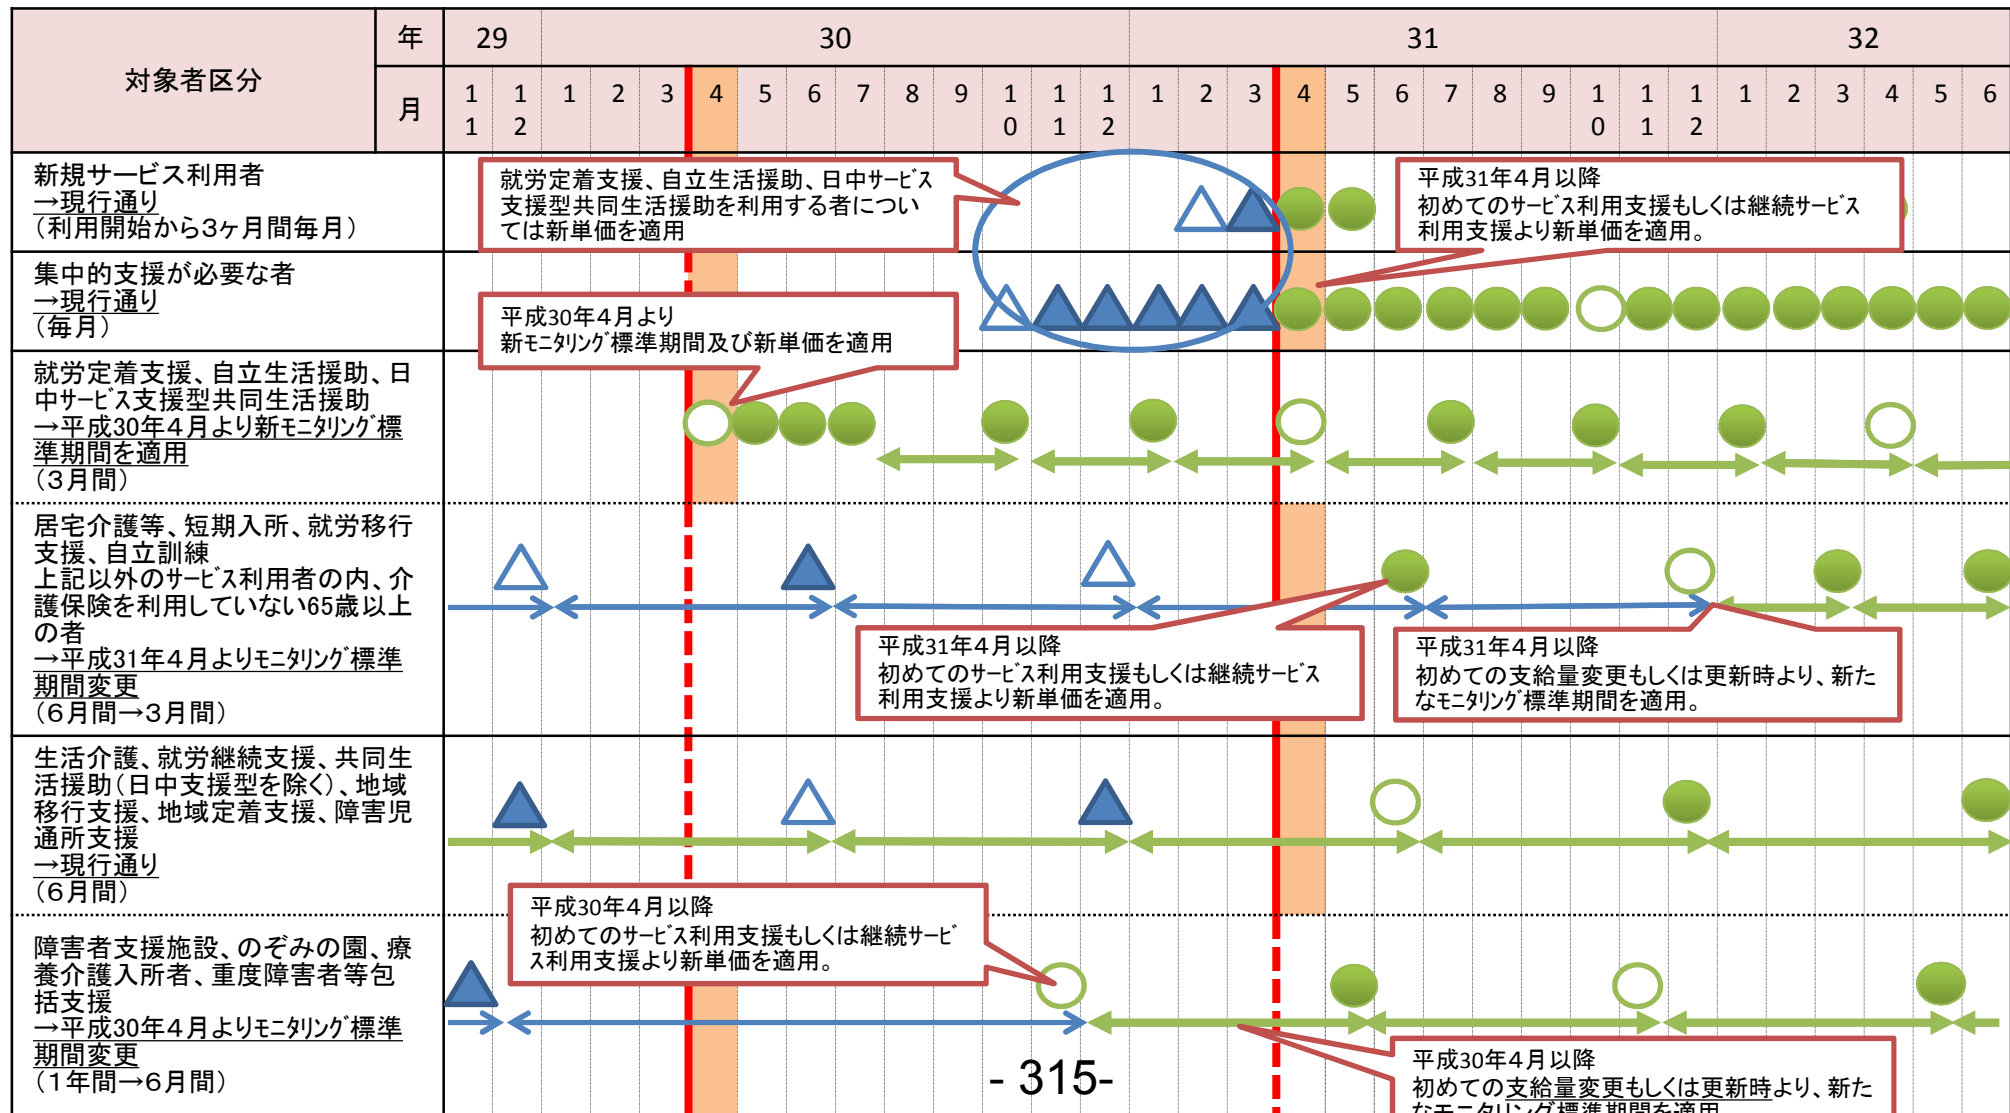 対象者区分
年
29
30
31
32
月
11 12 1 2 3 4 5 6 7 8 9 10 11 12 1 2 3 4 5 6 7 8 9 10 11 12 1 2 3 4 5 6
新規サービス利用者
→現行通り
（利用開始から３ヶ月間毎月）
就労定着支援、自立生活援助、日中サービス
支援型共同生活援助を利用する者につい
ては新単価を適用
平成31年４月以降
初めてのサービス利用支援もしくは継続サービス
利用支援より新単価を適用。
集中的支援が必要な者
→現行通り
（毎月）
平成30年４月より
新モニタリング標準期間及び新単価を適用
就労定着支援、自立生活援助、日
中サービス支援型共同生活援助
→平成30年４月より新モニタリング標
準期間を適用
（３月間）
居宅介護等、短期入所、就労移行
支援、自立訓練
上記以外のサービス利用者の内、介
護保険を利用していない65歳以上
の者
→平成31年４月よりモニタリング標準
期間変更
（６月間→３月間）
平成31年４月以降
初めてのサービス利用支援もしくは継続サービス
利用支援より新単価を適用。
平成31年４月以降
初めての支給量変更もしくは更新時より、新た
なモニタリング標準期間を適用。
生活介護、就労継続支援、共同生
活援助（日中支援型を除く）、地域
移行支援、地域定着支援、障害児
通所支援
→現行通り
（６月間）
平成30年４月以降
初めてのサービス利用支援もしくは継続サービ
ス利用支援より新単価を適用。
障害者支援施設、のぞみの園、療
養介護入所者、重度障害者等包
括支援
→平成30年４月よりモニタリング標準
期間変更
（１年間→６月間）
平成30年４月以降
初めての支給量変更もしくは更新時より、新た
なモニタリング標準期間を適用
- 315-